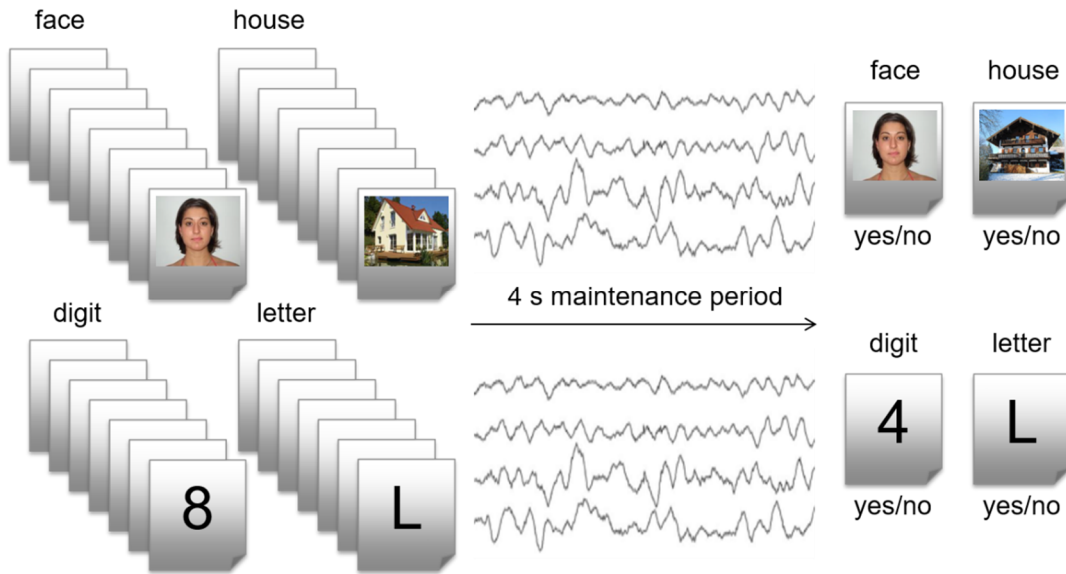 face house
face house
yes/no yes/no
4 s maintenance period
digit letter
8 L
digit letter
4 L
yes/no yes/no